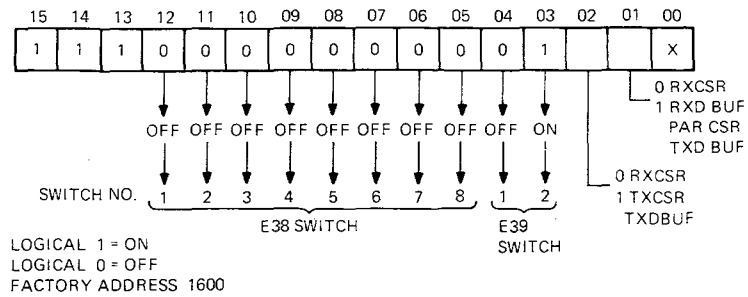 15 14 13 12 11 10 09 08 07 06 05 04 03 02 01 00
1 1 1 0 0 0 0 0 0 0 0 0 1 X
0 RXCSR
1 RXD BUF
PAR CSR
TXD BUF
OFF OFF OFF OFF OFF OFF OFF OFF OFF ON
0 RXCSR
1 TXCSR
TXDBUF
SWITCH NO. 1 2 3 4 5 6 7 8 1 2
E38 SWITCH
E39
SWITCH
LOGICAL 1 = ON
LOGICAL 0 = OFF
FACTORY ADDRESS 1600